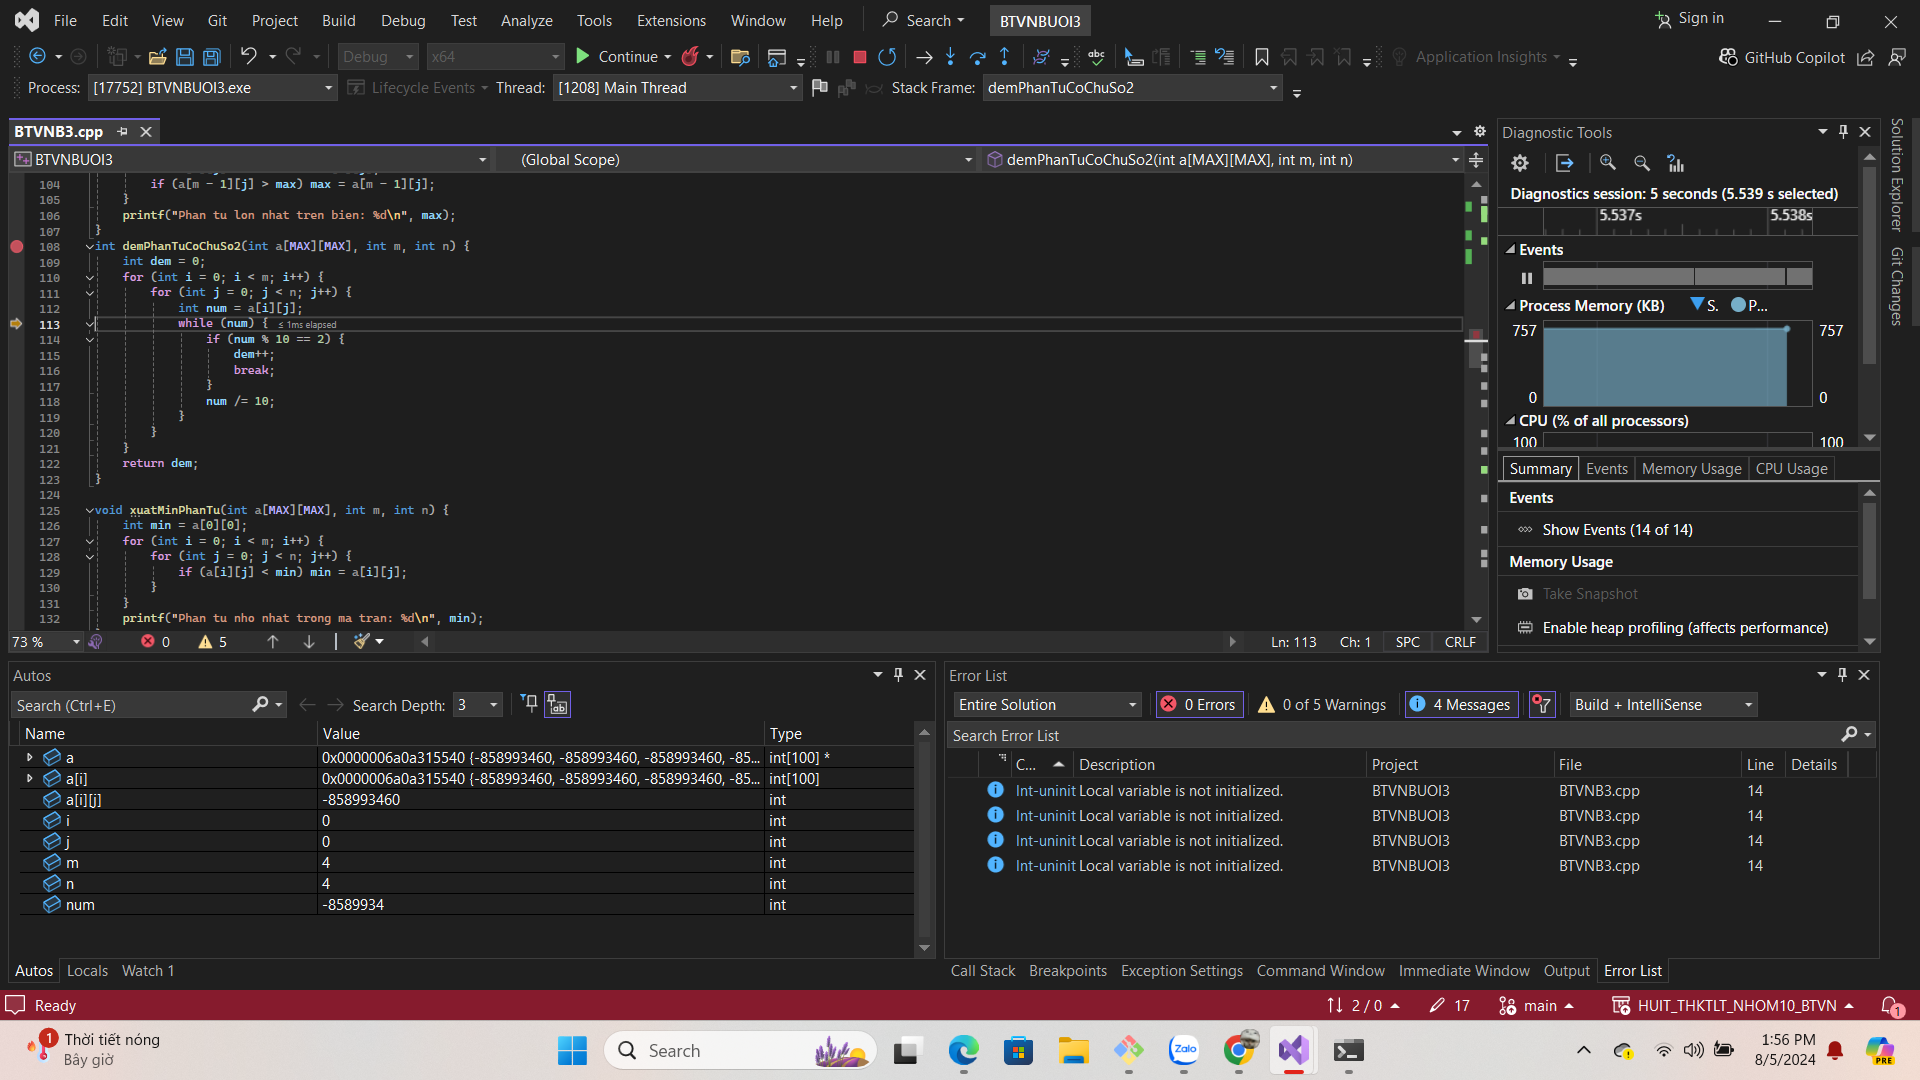 File Edit View Git Project Build Debug Test Analyze Tools Extensions Window Help Search BTVNBUOI3 Sign in
Debug x64 Continue Application Insights GitHub Copilot
Process: [17752] BTVNBUOI3.exe Lifecycle Events Thread: [1208] Main Thread Stack Frame: demPhanTuCoChuSo2
BTVNB3.cpp
BTVNBUOI3 (Global Scope) demPhanTuCoChuSo2(int a[MAX][MAX], int m, int n)
104 if (a[m - 1][j] > max) max = a[m - 1][j];
105 }
106 printf("Phan tu lon nhat tren bien: %d\n", max);
107 }
108 int demPhanTuCoChuSo2(int a[MAX][MAX], int m, int n) {
109 int dem = 0;
110 for (int i = 0; i < m; i++) {
111 for (int j = 0; j < n; j++) {
112 int num = a[i][j];
113 while (num) { ≤ 1ms elapsed
114 if (num % 10 == 2) {
115 dem++;
116 break;
117 }
118 num /= 10;
119 }
120 }
121 }
122 return dem;
123 }
124
125 void xuatMinPhanTu(int a[MAX][MAX], int m, int n) {
126 int min = a[0][0];
127 for (int i = 0; i < m; i++) {
128 for (int j = 0; j < n; j++) {
129 if (a[i][j] < min) min = a[i][j];
130 }
131 }
132 printf("Phan tu nho nhat trong ma tran: %d\n", min);
73 % 0 5 Ln: 113 Ch: 1 SPC CRLF
Diagnostic Tools
Diagnostics session: 5 seconds (5.539 s selected)
5.537s 5.538s
Events
Process Memory (KB) S. P...
757 757
0 0
CPU (% of all processors)
100 100
Summary Events Memory Usage CPU Usage
Events
Show Events (14 of 14)
Memory Usage
Take Snapshot
Enable heap profiling (affects performance)
Solution Explorer
Git Changes
Autos
Search (Ctrl+E) Search Depth: 3
Name Value Type
a 0x0000006a0a315540 {-858993460, -858993460, -858993460, -85... int[100] *
a[i] 0x0000006a0a315540 {-858993460, -858993460, -858993460, -85... int[100]
a[i][j] -858993460 int
i 0 int
j 0 int
m 4 int
n 4 int
num -8589934 int
Autos Locals Watch 1
Error List
Entire Solution 0 Errors 0 of 5 Warnings 4 Messages Build + IntelliSense
Search Error List
C... Description Project File Line Details
Int-uninit Local variable is not initialized. BTVNBUOI3 BTVNB3.cpp 14
Int-uninit Local variable is not initialized. BTVNBUOI3 BTVNB3.cpp 14
Int-uninit Local variable is not initialized. BTVNBUOI3 BTVNB3.cpp 14
Int-uninit Local variable is not initialized. BTVNBUOI3 BTVNB3.cpp 14
Call Stack Breakpoints Exception Settings Command Window Immediate Window Output Error List
Ready 2 / 0 17 main HUIT_THKTLT_NHOM10_BTVN 1
1 Thời tiết nóng
Bây giờ
Search
Zalo
1:56 PM
8/5/2024
PRE